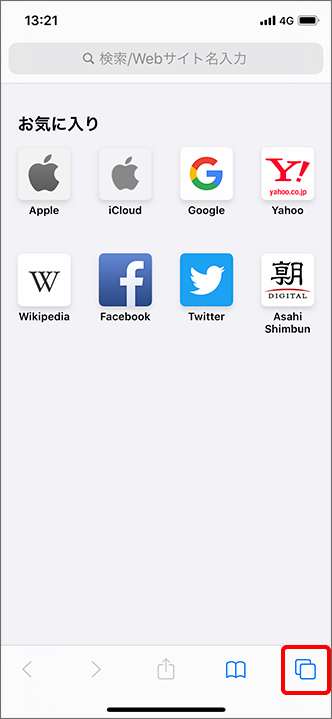 13:21 4G
検索/Webサイト名入力
お気に入り
Apple iCloud Google Yahoo
Y! yahoo.co.jp
G
W f 朝 DIGITAL
Wikipedia Facebook Twitter Asahi Shimbun